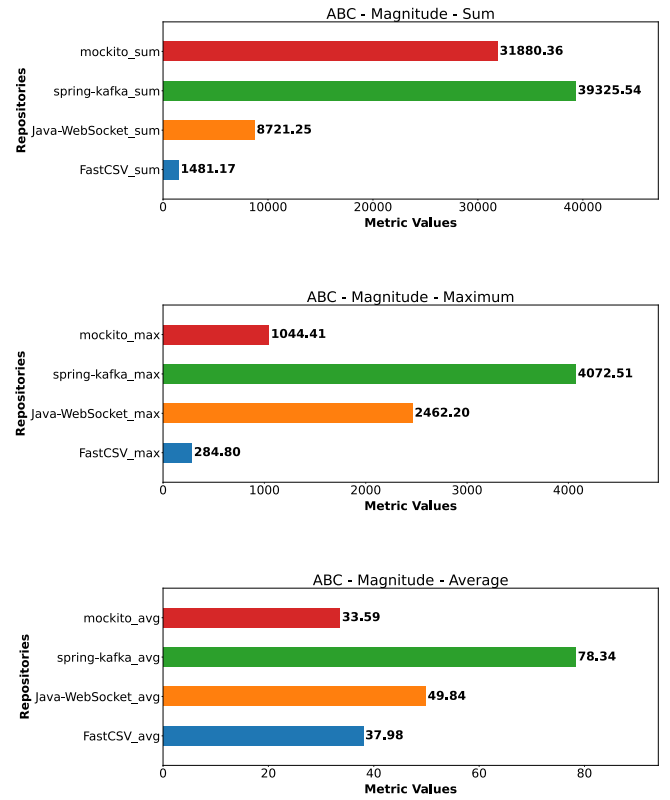 ABC - Magnitude - Sum
Repositories
mockito_sum 31880.36
spring-kafka_sum 39325.54
Java-WebSocket_sum 8721.25
FastCSV_sum 1481.17
0 10000 20000 30000 40000
Metric Values
ABC - Magnitude - Maximum
Repositories
mockito_max 1044.41
spring-kafka_max 4072.51
Java-WebSocket_max 2462.20
FastCSV_max 284.80
0 1000 2000 3000 4000
Metric Values
ABC - Magnitude - Average
Repositories
mockito_avg 33.59
spring-kafka_avg 78.34
Java-WebSocket_avg 49.84
FastCSV_avg 37.98
0 20 40 60 80
Metric Values